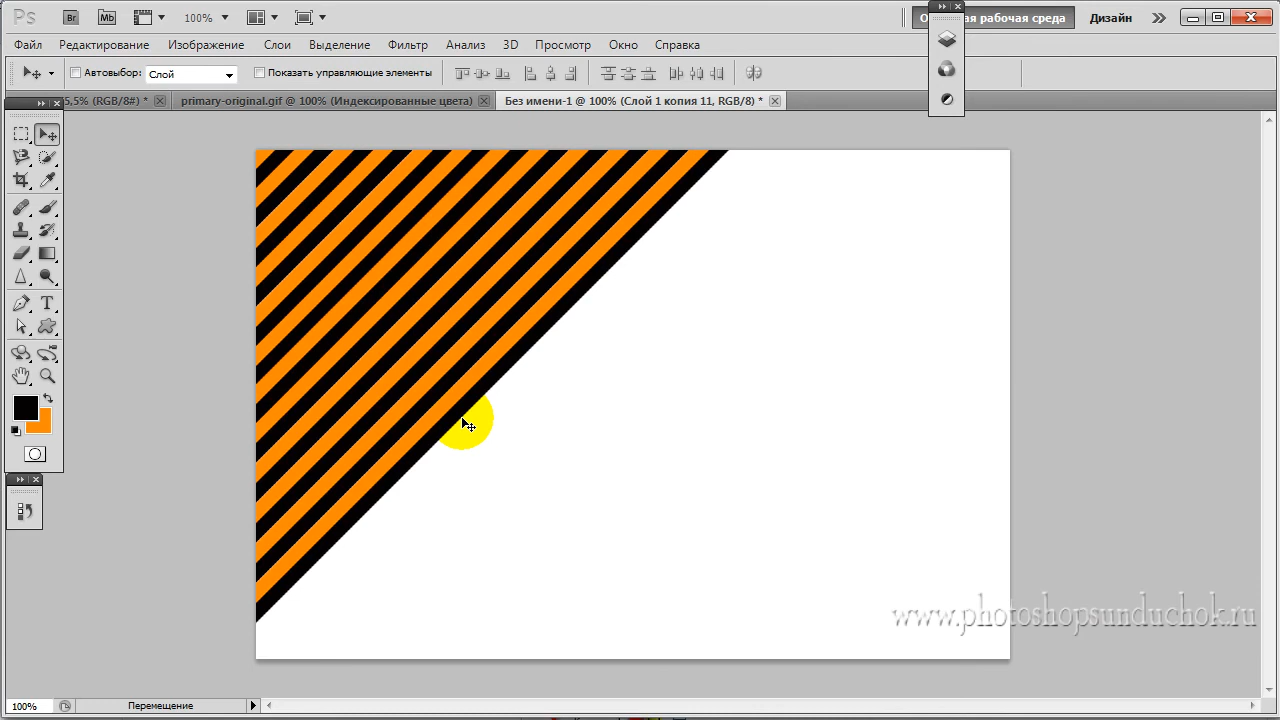 Ps Br Mb 100% О ная рабочая среда Дизайн
Файл Редактирование Изображение Слои Выделение Фильтр Анализ 3D Просмотр Окно Справка
Автовыбор: Слой Показать управляющие элементы
5,5% (RGB/8#) * primary-original.gif @ 100% (Индексированные цвета) Без имени-1 @ 100% (Слой 1 копия 11, RGB/8) *
T
www.photoshopsunduchok.ru
100% Перемещение